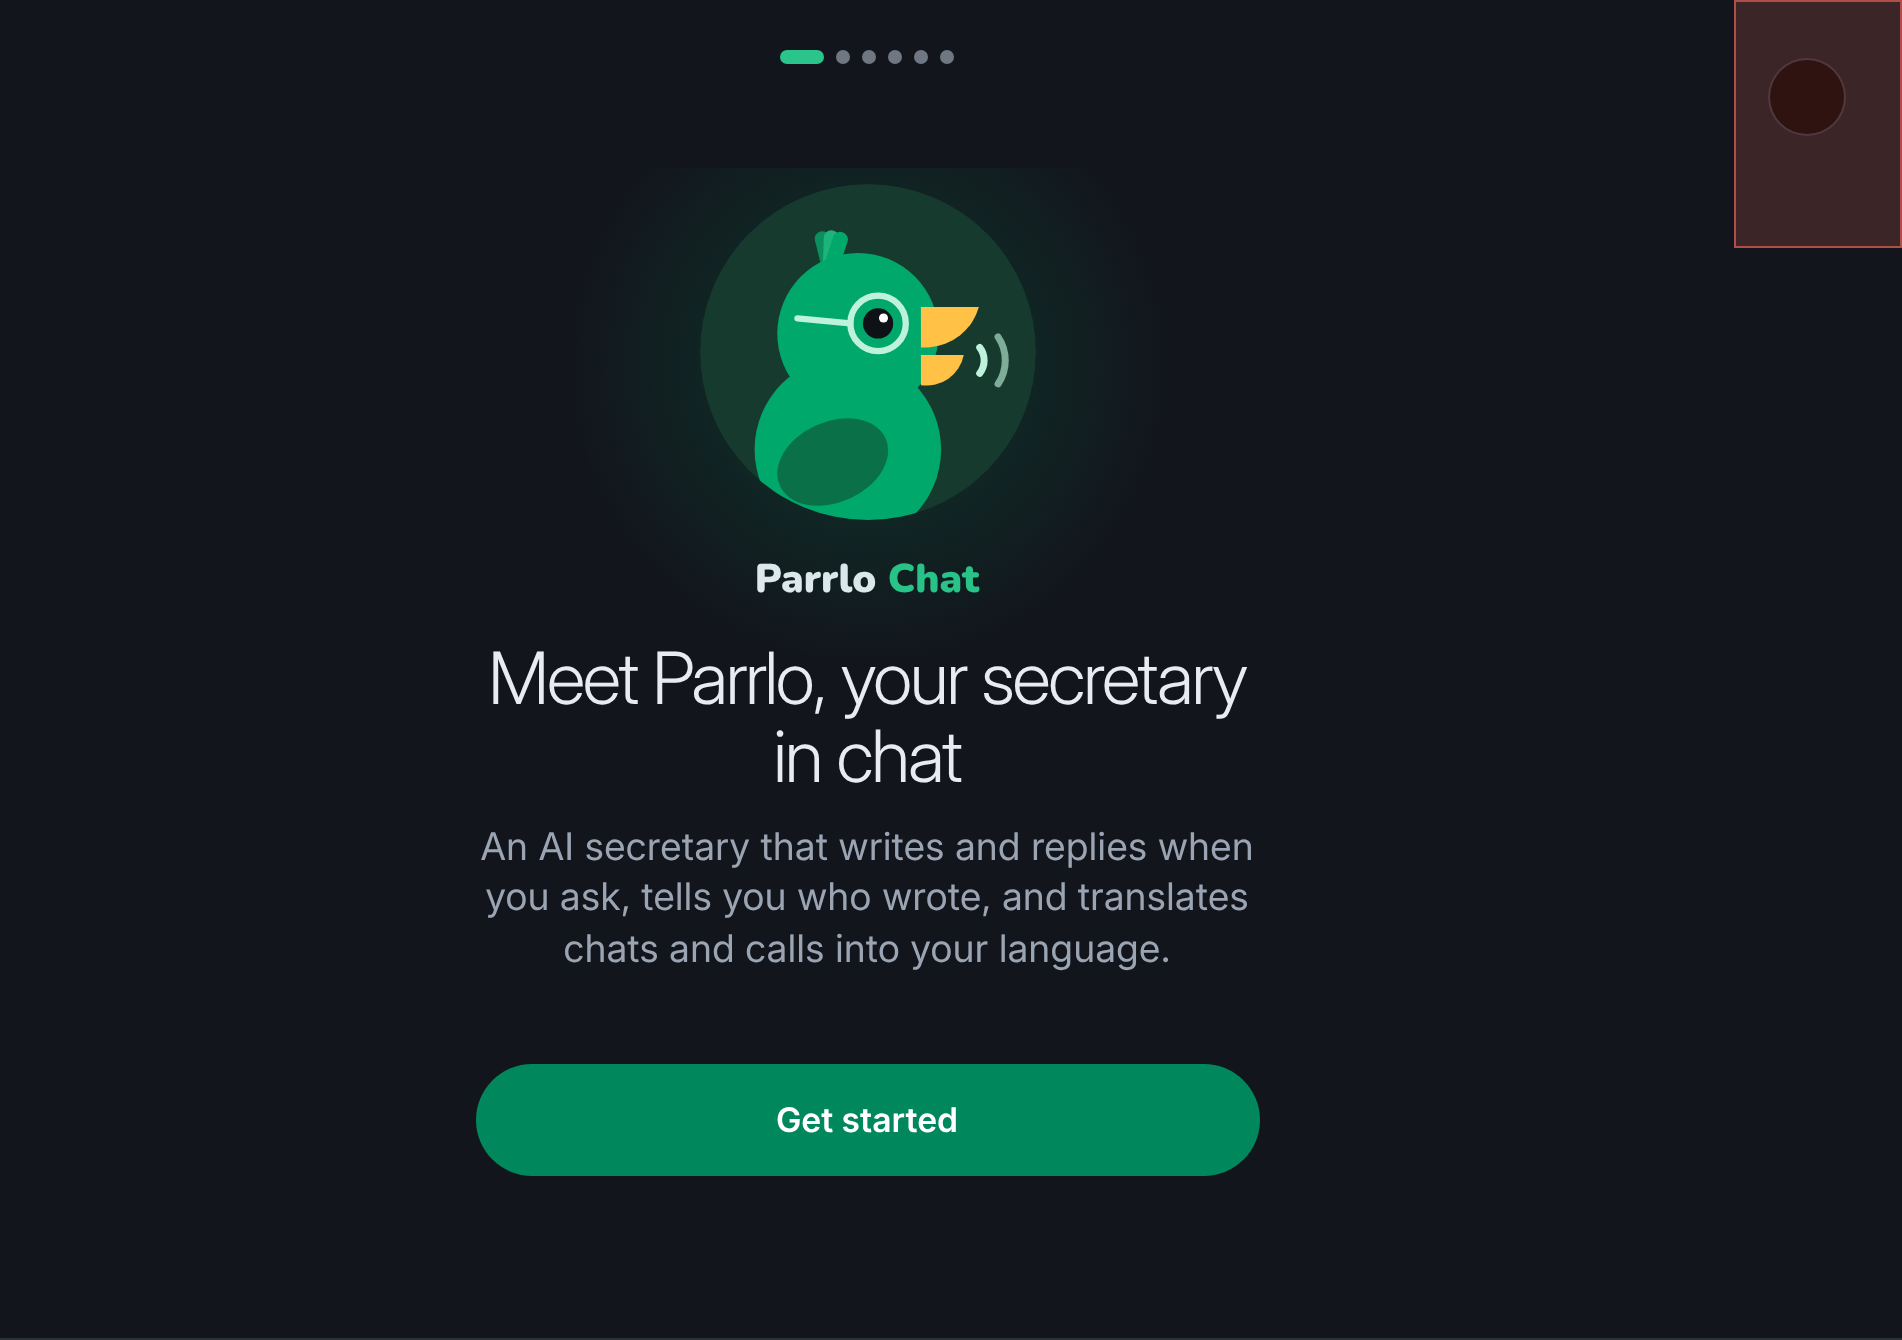 Parrlo Chat
Meet Parrlo, your secretary
in chat
An AI secretary that writes and replies when
you ask, tells you who wrote, and translates
chats and calls into your language.
Get started